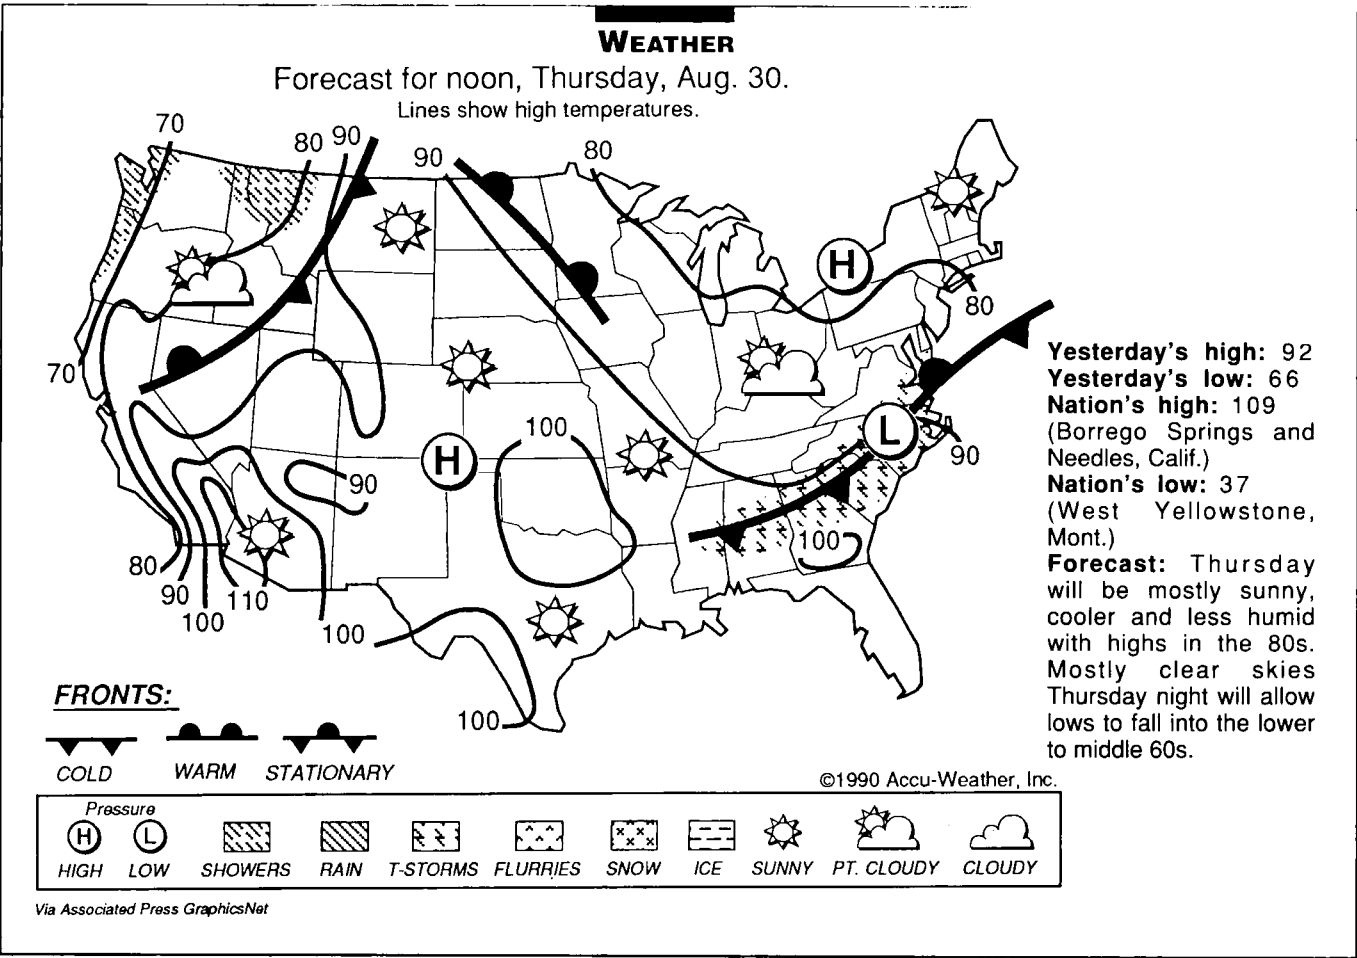 WEATHER
Forecast for noon, Thursday, Aug. 30.
Lines show high temperatures.
70
80
90
90
80
H
80
70
100
L
H
90
90
100
80
90
110
100
100
100
Yesterday's high: 92
Yesterday's low: 66
Nation's high: 109
(Borrego Springs and
Needles, Calif.)
Nation's low: 37
(West Yellowstone,
Mont.)
Forecast: Thursday
will be mostly sunny,
cooler and less humid
with highs in the 80s.
Mostly clear skies
Thursday night will allow
lows to fall into the lower
to middle 60s.
FRONTS:
COLD
WARM
STATIONARY
©1990 Accu-Weather, Inc.
Pressure
H
L
HIGH
LOW
SHOWERS
RAIN
T-STORMS
FLURRIES
SNOW
ICE
SUNNY
PT. CLOUDY
CLOUDY
Via Associated Press GraphicsNet